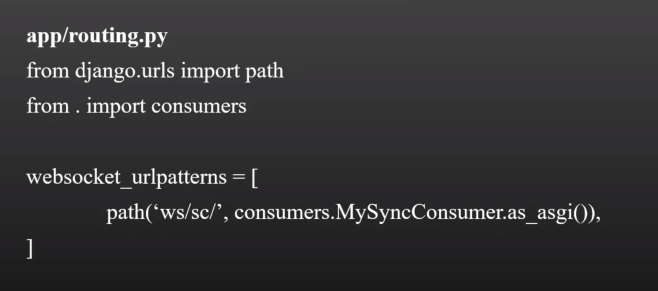 app/routing.py
from django.urls import path
from . import consumers
websocket_urlpatterns = [
path(‘ws/sc/’, consumers.MySyncConsumer.as_asgi()),
]